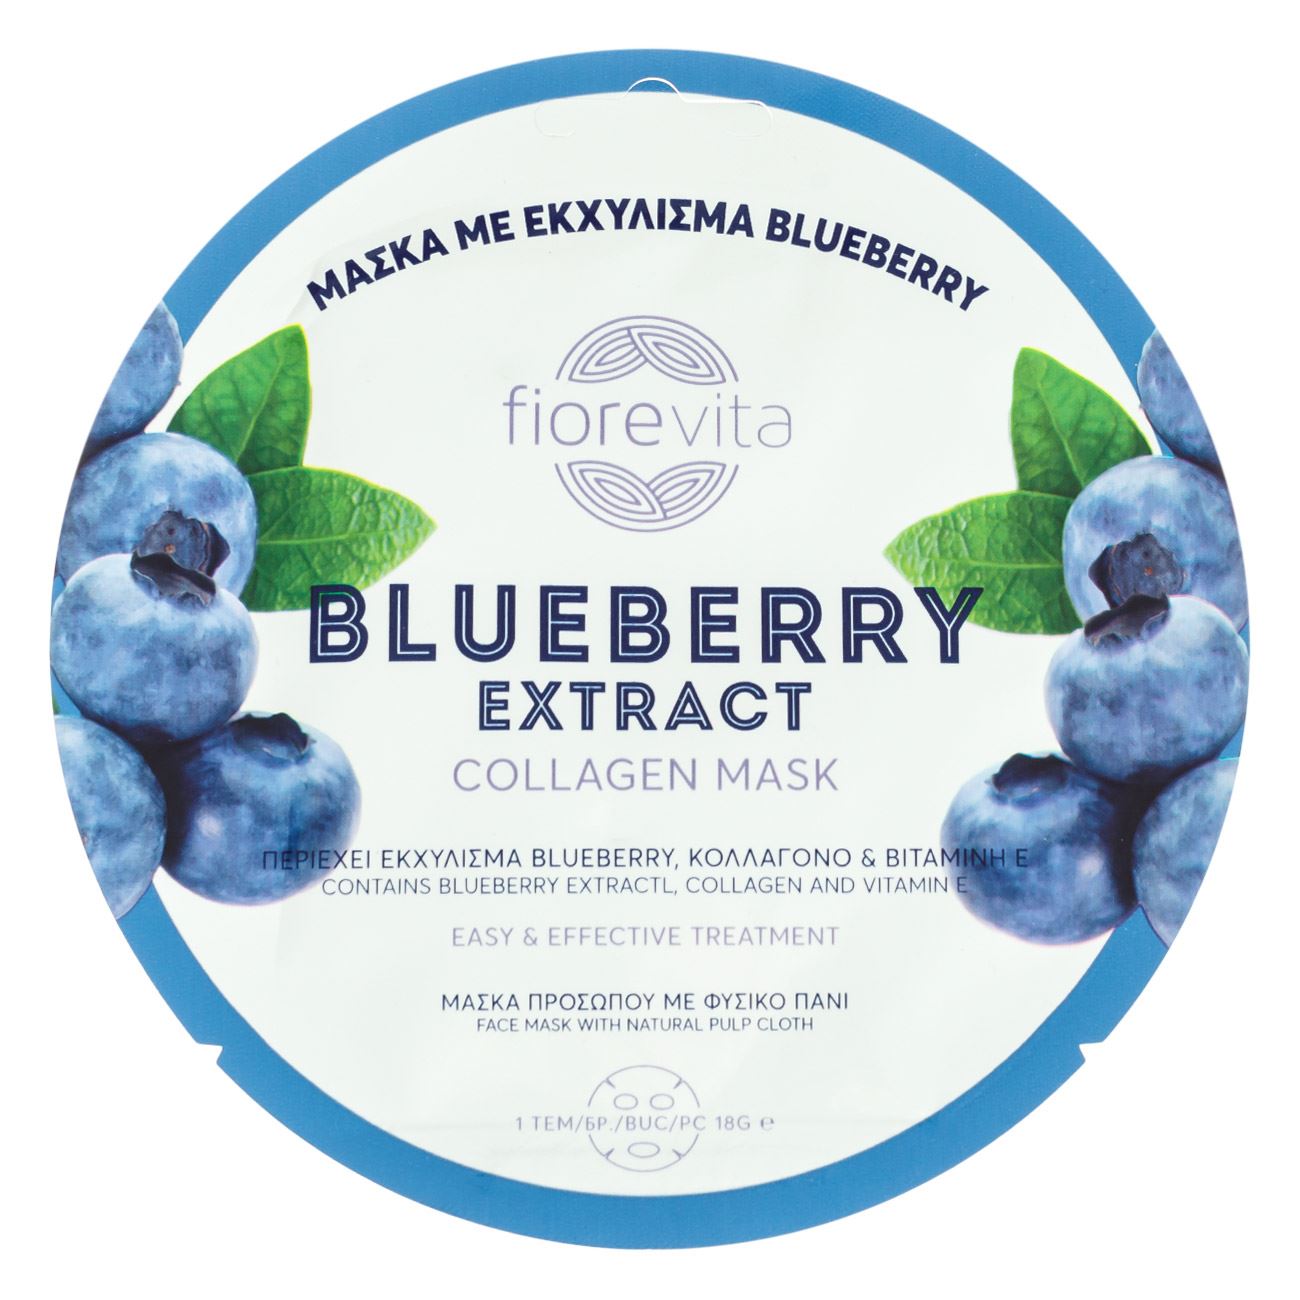 ΜΑΣΚΑ ΜΕ ΕΚΧΥΛΙΣΜΑ BLUEBERRY
fiorevita
BLUEBERRY
EXTRACT
COLLAGEN MASK
ΠΕΡΙΕΧΕΙ ΕΚΧΥΛΙΣΜΑ BLUEBERRY, ΚΟΛΛΑΓΟΝΟ & ΒΙΤΑΜΙΝΗ Ε
CONTAINS BLUEBERRY EXTRACTL, COLLAGEN AND VITAMIN E
EASY & EFFECTIVE TREATMENT
ΜΑΣΚΑ ΠΡΟΣΩΠΟΥ ΜΕ ΦΥΣΙΚΟ ΠΑΝΙ
FACE MASK WITH NATURAL PULP CLOTH
1 ΤΕΜ/БР./BUC/PC 18G ℮